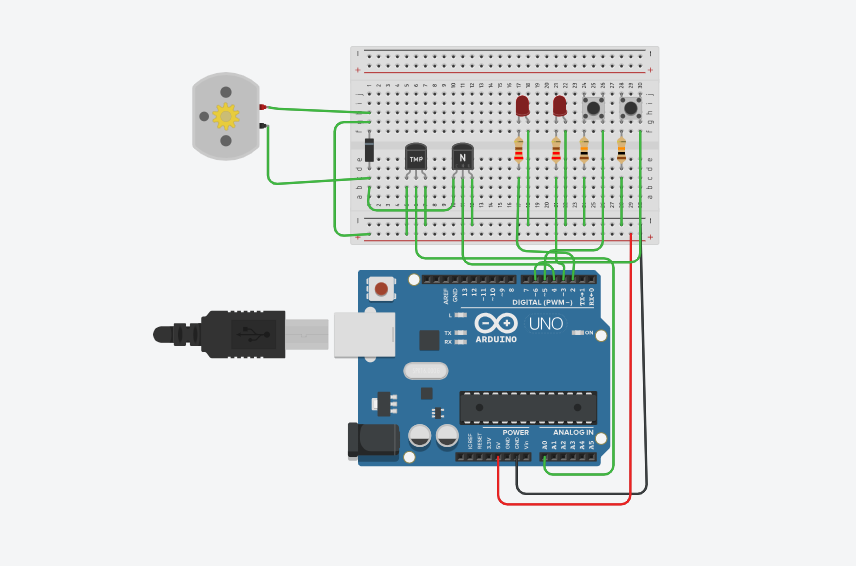 TMP
N
AREF
GND
13
12
~11
~10
~9
8
7
~6
~5
4
~3
2
TX→1
RX←0
DIGITAL (PWM~)
L
TX
RX
UNO
ARDUINO
ON
POWER
ANALOG IN
IOREF
RESET
3.3V
5V
GND
GND
Vin
A0
A1
A2
A3
A4
A5